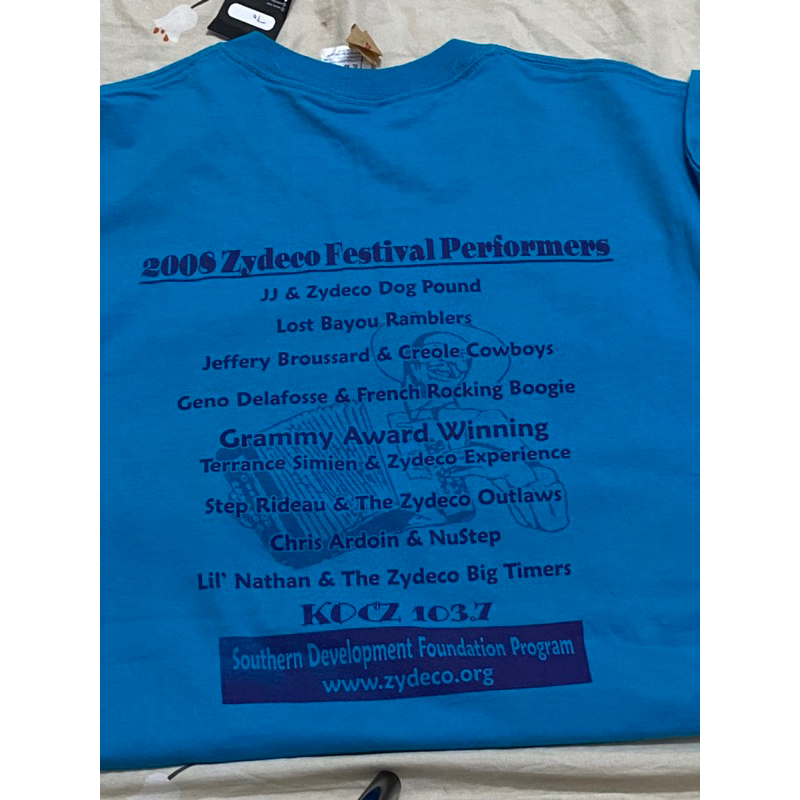 2008 Zydeco Festival Performers
JJ & Zydeco Dog Pound
Lost Bayou Ramblers
Jeffery Broussard & Creole Cowboys
Geno Delafosse & French Rocking Boogie
Grammy Award Winning
Terrance Simien & Zydeco Experience
Step Rideau & The Zydeco Outlaws
Chris Ardoin & NuStep
Lil' Nathan & The Zydeco Big Timers
KOCZ 103.7
Southern Development Foundation Program
www.zydeco.org